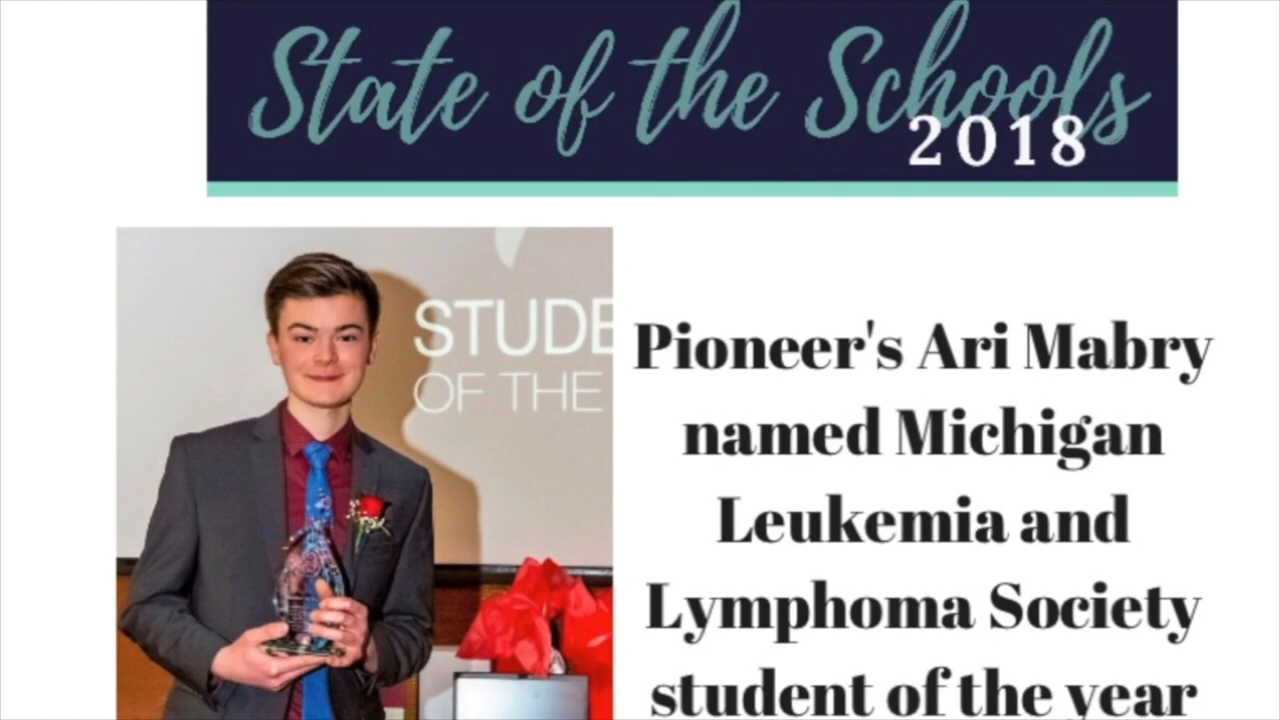 State of the Schools
2018
STUDE
OF THE
Pioneer's Ari Mabry
named Michigan
Leukemia and
Lymphoma Society
student of the year